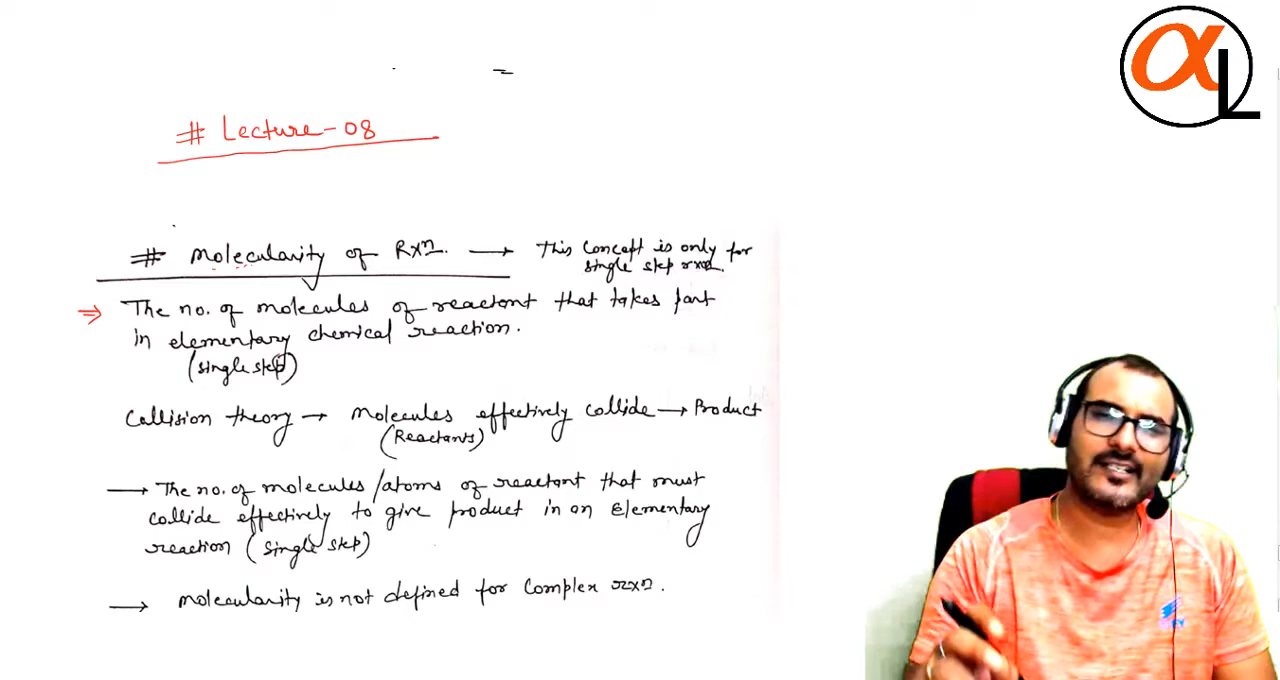 αL
# Lecture-08
# Molecularity of Rxn. → This Concept is only for
single step rxn.
⇒ The no. of molecules of reactant that takes part
in elementary chemical reaction.
(single step)
Collision theory → Molecules effectively collide → Product
(Reactants)
→ The no. of molecules/atoms of reactant that must
collide effectively to give product in an Elementary
reaction (single step)
→ Molecularity is not defined for Complex rxn.